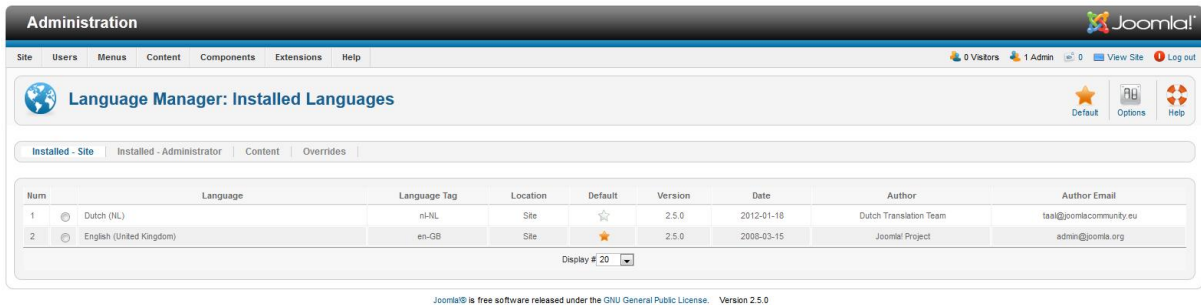 Administration
Joomla!
Site Users Menus Content Components Extensions Help
0 Visitors 1 Admin 0 View Site Log out
Language Manager: Installed Languages
Default Options Help
Installed - Site Installed - Administrator Content Overrides
Num Language Language Tag Location Default Version Date Author Author Email
1 Dutch (NL) nl-NL Site 2.5.0 2012-01-18 Dutch Translation Team taal@joomlacommunity.eu
2 English (United Kingdom) en-GB Site 2.5.0 2008-03-15 Joomla! Project admin@joomla.org
Display # 20
Joomla!® is free software released under the GNU General Public License. Version 2.5.0